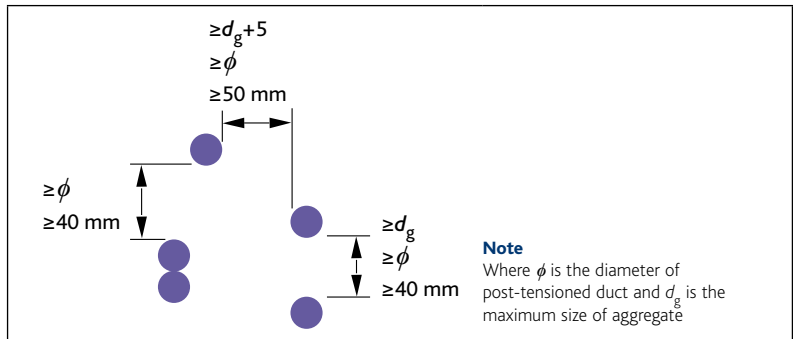 ≥dg+5
≥ϕ
≥50 mm
≥ϕ
≥40 mm
≥dg
≥ϕ
≥40 mm
Note
Where ϕ is the diameter of
post-tensioned duct and dg is the
maximum size of aggregate